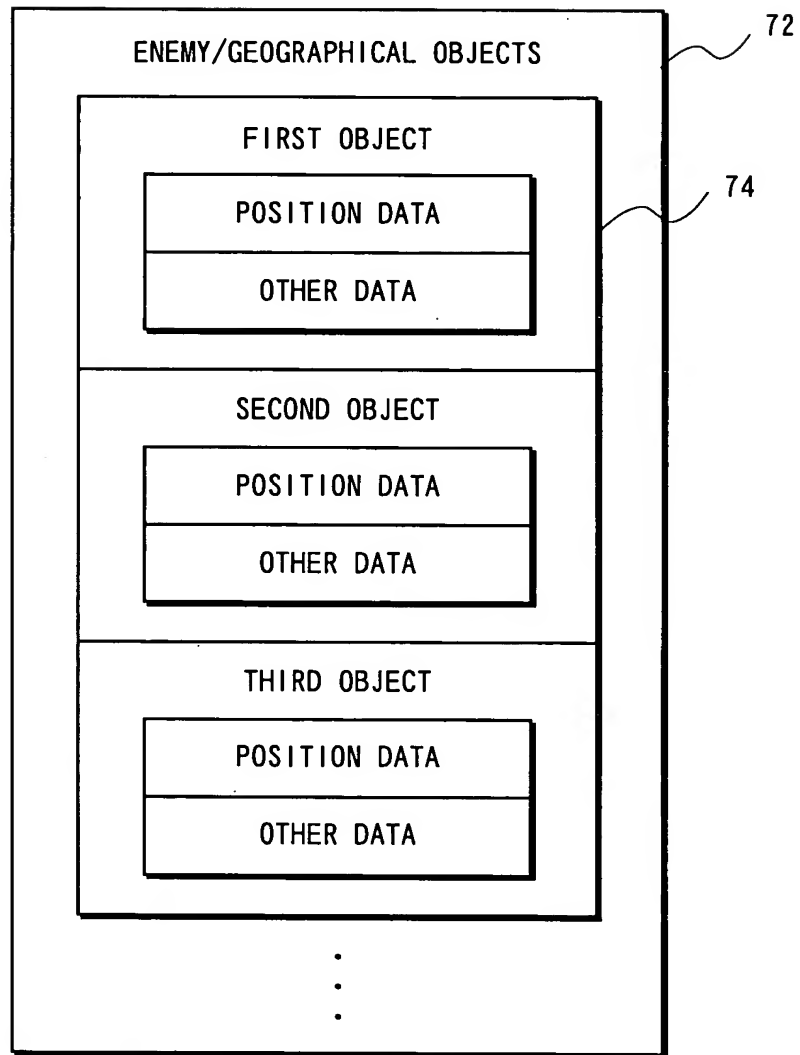 72
ENEMY/GEOGRAPHICAL OBJECTS
FIRST OBJECT
74
POSITION DATA
OTHER DATA
SECOND OBJECT
POSITION DATA
OTHER DATA
THIRD OBJECT
POSITION DATA
OTHER DATA